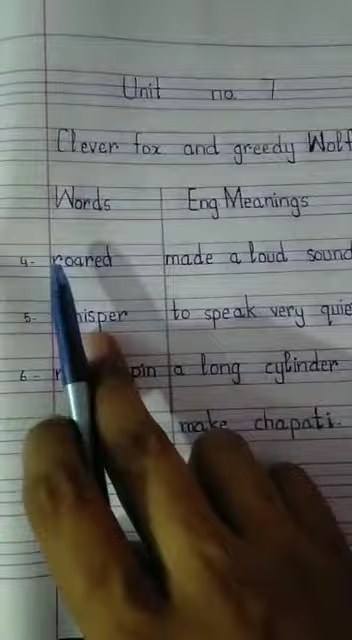 Unit no. 7
Clever fox and greedy Wolf
Words Eng Meanings
4- roared made a loud sound
5- hisper to speak very quie
6- pin a long cylinder
make chapati.